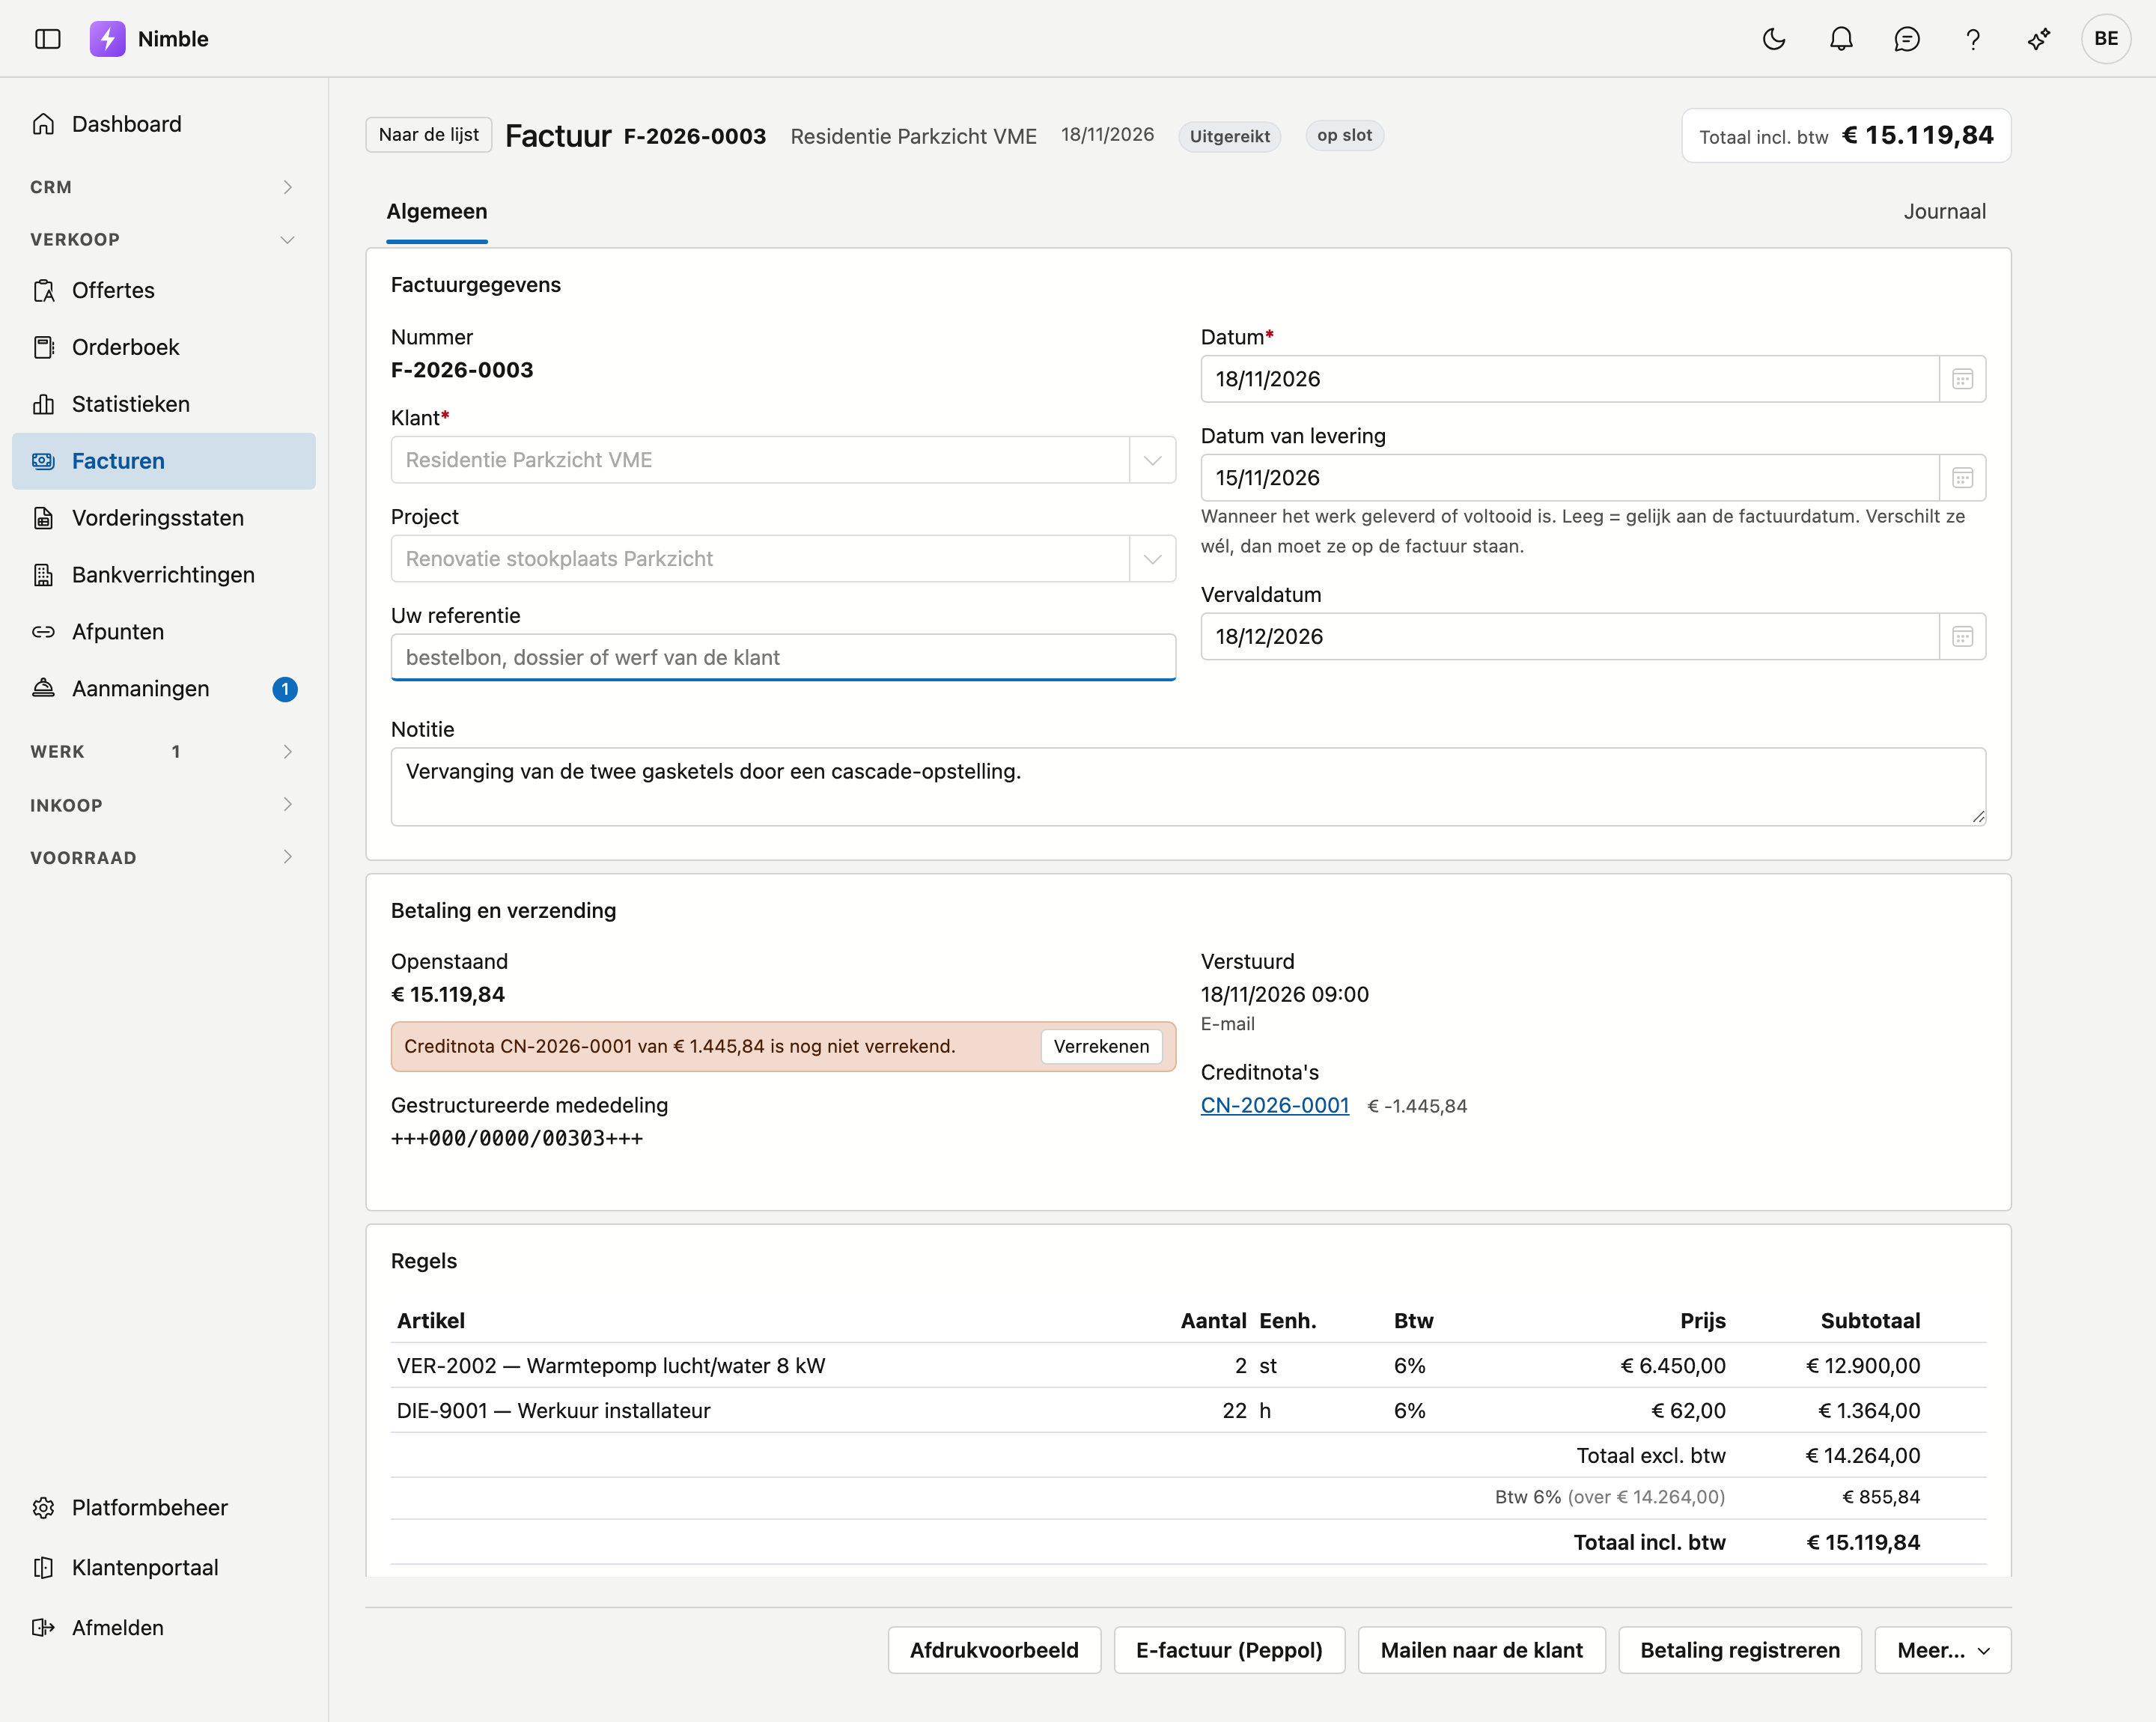 Nimble
BE
Dashboard
CRM
VERKOOP
Offertes
Orderboek
Statistieken
Facturen
Vorderingsstaten
Bankverrichtingen
Afpunten
Aanmaningen 1
WERK 1
INKOOP
VOORRAAD
Platformbeheer
Klantenportaal
Afmelden
Naar de lijst Factuur F-2026-0003 Residentie Parkzicht VME 18/11/2026 Uitgereikt op slot Totaal incl. btw € 15.119,84
Algemeen Journaal
Factuurgegevens
Nummer
F-2026-0003
Klant*
Residentie Parkzicht VME
Project
Renovatie stookplaats Parkzicht
Uw referentie
bestelbon, dossier of werf van de klant
Datum*
18/11/2026
Datum van levering
15/11/2026
Wanneer het werk geleverd of voltooid is. Leeg = gelijk aan de factuurdatum. Verschilt ze
wél, dan moet ze op de factuur staan.
Vervaldatum
18/12/2026
Notitie
Vervanging van de twee gasketels door een cascade-opstelling.
Betaling en verzending
Openstaand
€ 15.119,84
Creditnota CN-2026-0001 van € 1.445,84 is nog niet verrekend. Verrekenen
Gestructureerde mededeling
+++000/0000/00303+++
Verstuurd
18/11/2026 09:00
E-mail
Creditnota's
CN-2026-0001 € -1.445,84
Regels
Artikel Aantal Eenh. Btw Prijs Subtotaal
VER-2002 — Warmtepomp lucht/water 8 kW 2 st 6% € 6.450,00 € 12.900,00
DIE-9001 — Werkuur installateur 22 h 6% € 62,00 € 1.364,00
Totaal excl. btw € 14.264,00
Btw 6% (over € 14.264,00) € 855,84
Totaal incl. btw € 15.119,84
Afdrukvoorbeeld E-factuur (Peppol) Mailen naar de klant Betaling registreren Meer...